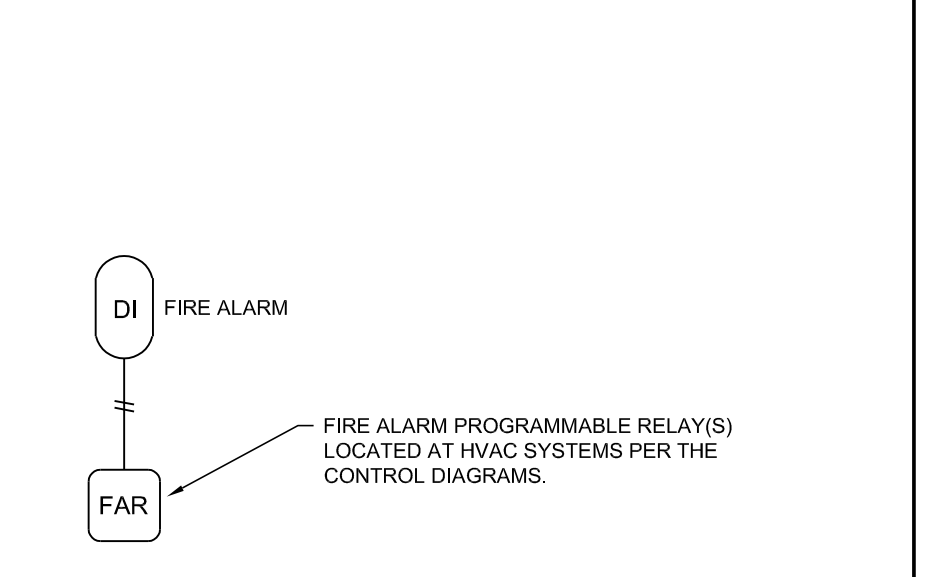 DI FIRE ALARM
FIRE ALARM PROGRAMMABLE RELAY(S)
LOCATED AT HVAC SYSTEMS PER THE
CONTROL DIAGRAMS.
FAR